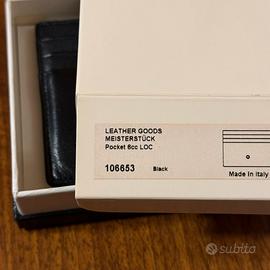 LEATHER GOODS
MEISTERSTÜCK
Pocket 6cc LOC
106653 Black
Made in Italy
subito